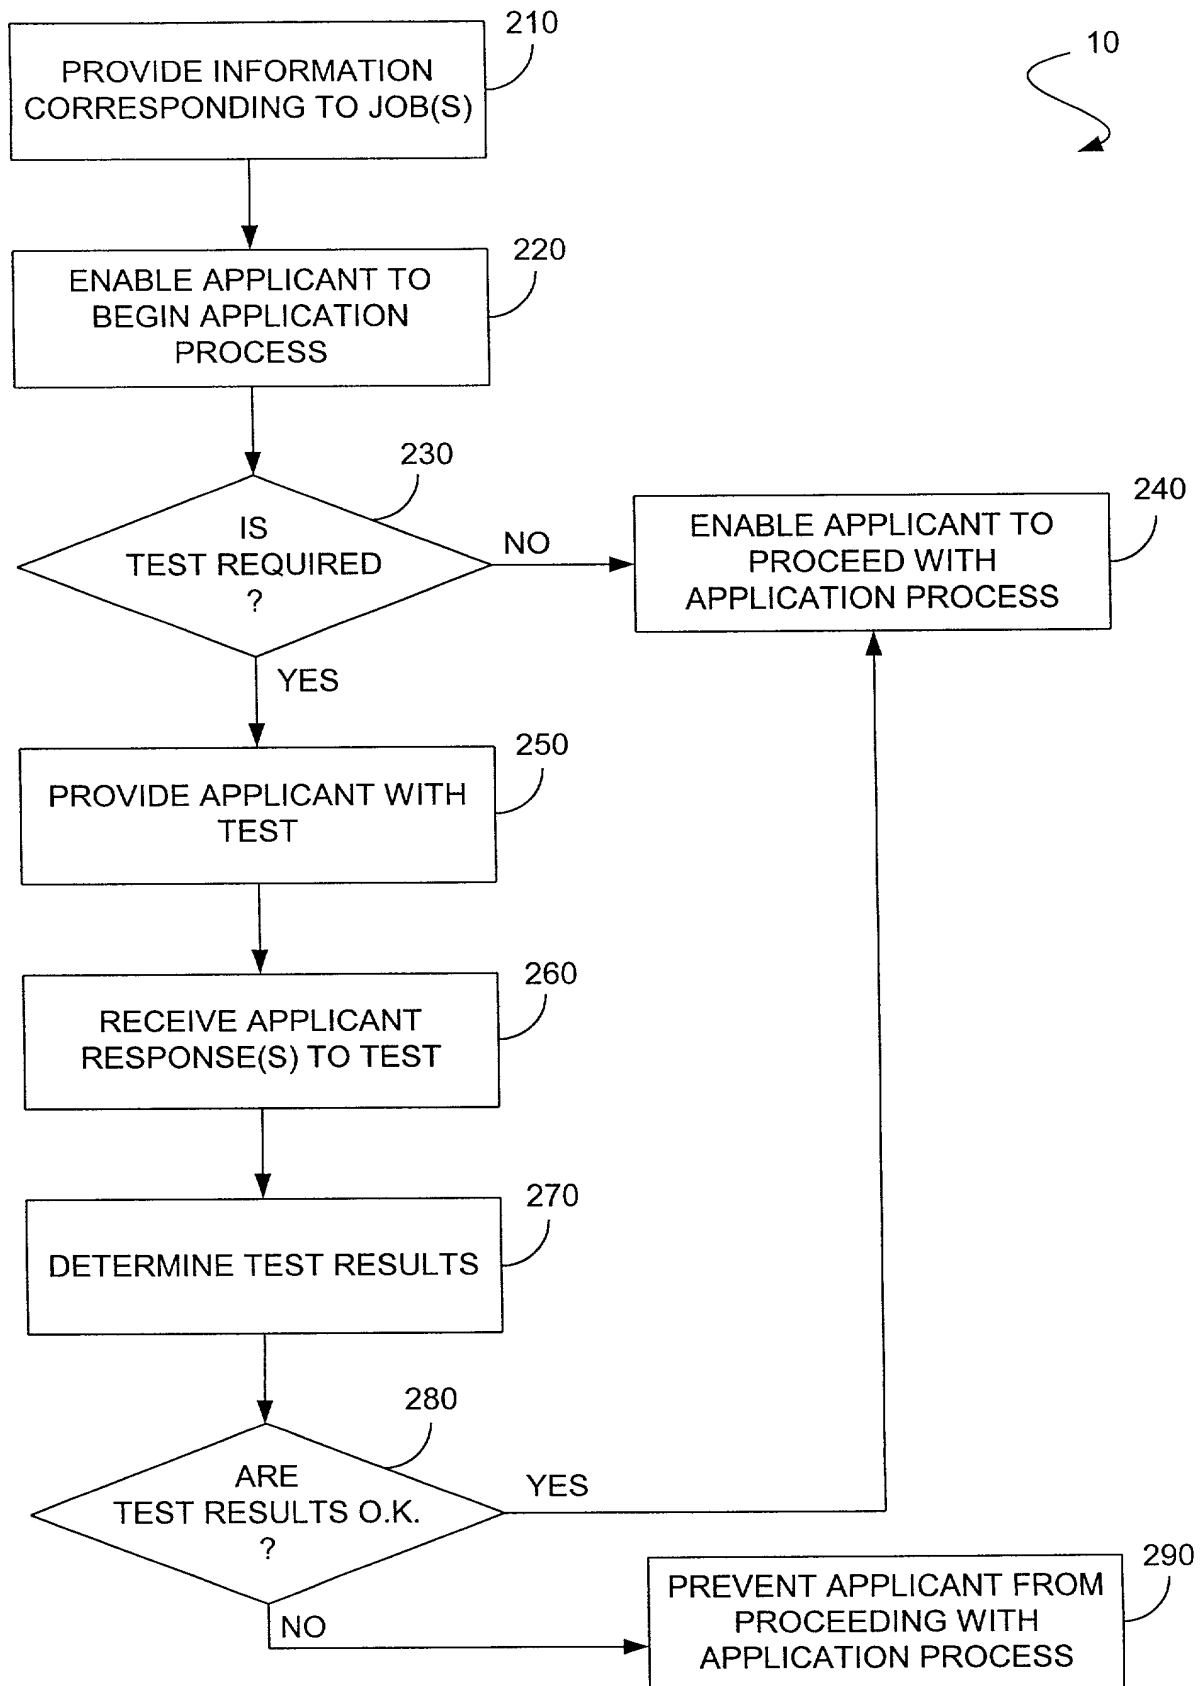 210
10
PROVIDE INFORMATION
CORRESPONDING TO JOB(S)
220
ENABLE APPLICANT TO
BEGIN APPLICATION
PROCESS
230
IS
TEST REQUIRED
?
NO
240
ENABLE APPLICANT TO
PROCEED WITH
APPLICATION PROCESS
YES
250
PROVIDE APPLICANT WITH
TEST
260
RECEIVE APPLICANT
RESPONSE(S) TO TEST
270
DETERMINE TEST RESULTS
280
ARE
TEST RESULTS O.K.
?
YES
NO
290
PREVENT APPLICANT FROM
PROCEEDING WITH
APPLICATION PROCESS